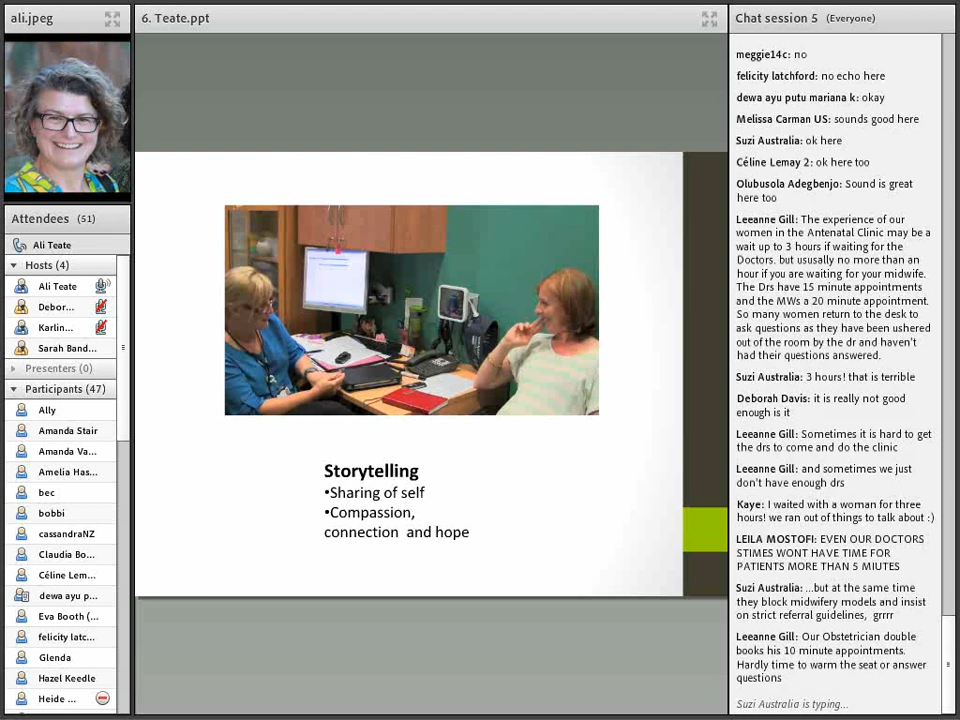 ali.jpeg
6. Teate.ppt
Chat session 5 (Everyone)
Attendees (51)
Ali Teate
Hosts (4)
Ali Teate
Debor...
Karlin...
Sarah Band...
Presenters (0)
Participants (47)
Ally
Amanda Stair
Amanda Va...
Amelia Has...
bec
bobbi
cassandraNZ
Claudia Bo...
Céline Lem...
dewa ayu p...
Eva Booth (...
felicity latc...
Glenda
Hazel Keedle
Heide ...
Storytelling
•Sharing of self
•Compassion,
connection and hope
meggie14c: no
felicity latchford: no echo here
dewa ayu putu mariana k: okay
Melissa Carman US: sounds good here
Suzi Australia: ok here
Céline Lemay 2: ok here too
Olubusola Adegbenjo: Sound is great
here too
Leeanne Gill: The experience of our
women in the Antenatal Clinic may be a
wait up to 3 hours if waiting for the
Doctors. but ususally no more than an
hour if you are waiting for your midwife.
The Drs have 15 minute appointments
and the MWs a 20 minute appointment.
So many women return to the desk to
ask questions as they have been ushered
out of the room by the dr and haven't
had their questions answered.
Suzi Australia: 3 hours! that is terrible
Deborah Davis: it is really not good
enough is it
Leeanne Gill: Sometimes it is hard to get
the drs to come and do the clinic
Leeanne Gill: and sometimes we just
don't have enough drs
Kaye: I waited with a woman for three
hours! we ran out of things to talk about :)
LEILA MOSTOFI: EVEN OUR DOCTORS
STIMES WONT HAVE TIME FOR
PATIENTS MORE THAN 5 MIUTES
Suzi Australia: ...but at the same time
they block midwifery models and insist
on strict referral guidelines, grrrr
Leeanne Gill: Our Obstetrician double
books his 10 minute appointments.
Hardly time to warm the seat or answer
questions
Suzi Australia is typing...